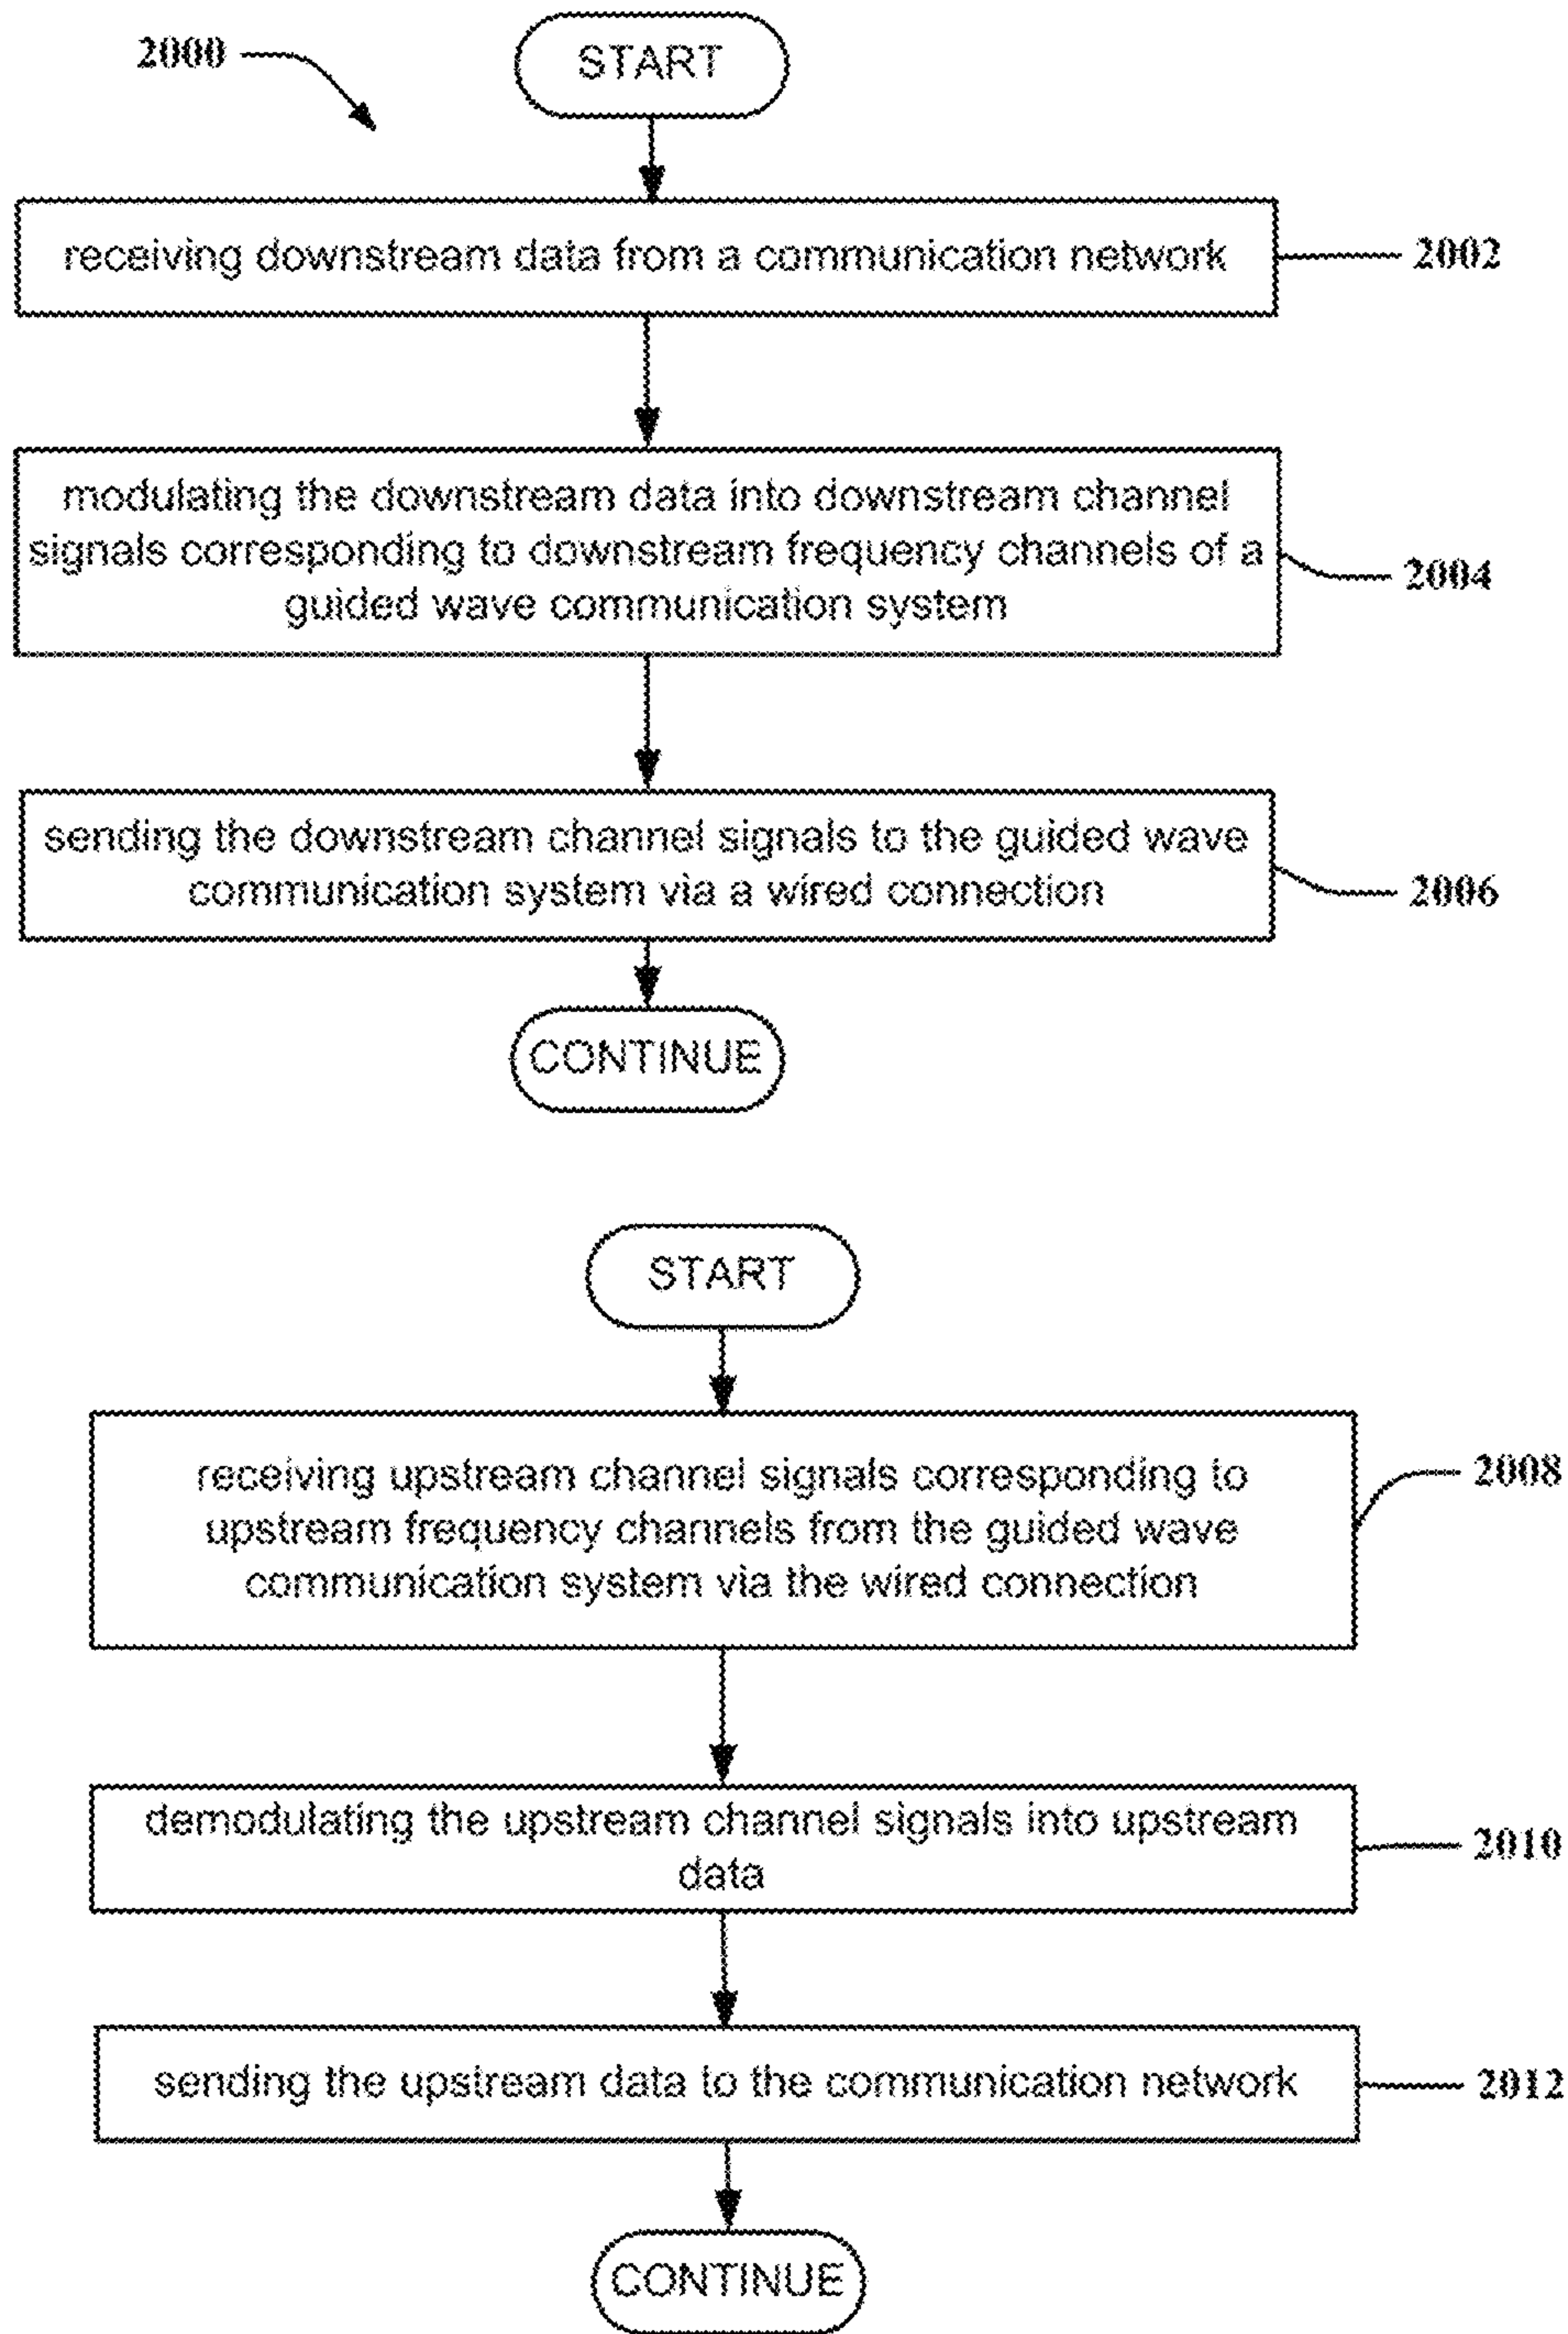 2000
START
receiving downstream data from a communication network
2002
modulating the downstream data into downstream channel
signals corresponding to downstream frequency channels of a
guided wave communication system
2004
sending the downstream channel signals to the guided wave
communication system via a wired connection
2006
CONTINUE
START
receiving upstream channel signals corresponding to
upstream frequency channels from the guided wave
communication system via the wired connection
2008
demodulating the upstream channel signals into upstream
data
2010
sending the upstream data to the communication network
2012
CONTINUE